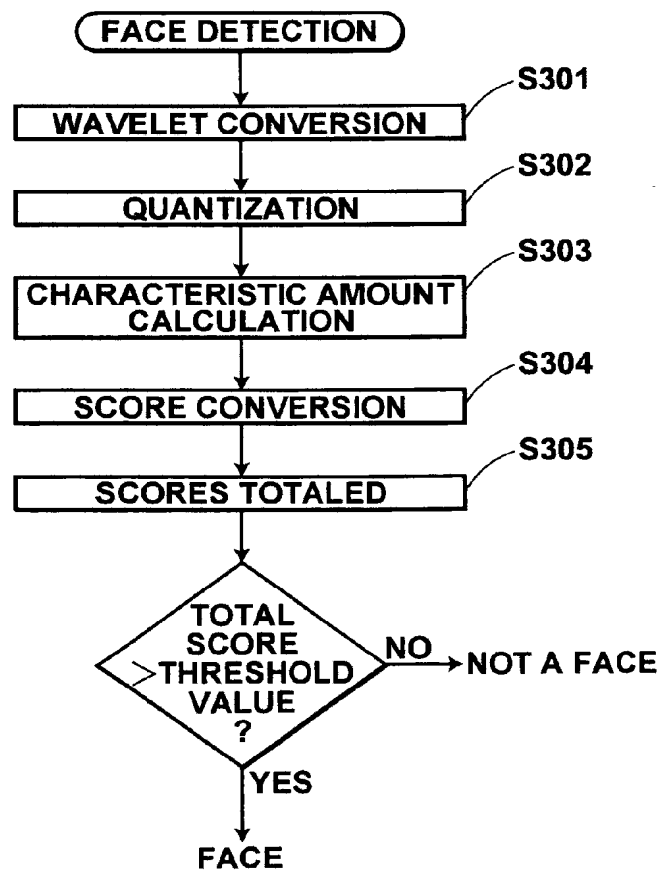 FACE DETECTION
S301
WAVELET CONVERSION
S302
QUANTIZATION
S303
CHARACTERISTIC AMOUNT
CALCULATION
S304
SCORE CONVERSION
S305
SCORES TOTALED
TOTAL
SCORE
>THRESHOLD
VALUE
?
NO
NOT A FACE
YES
FACE